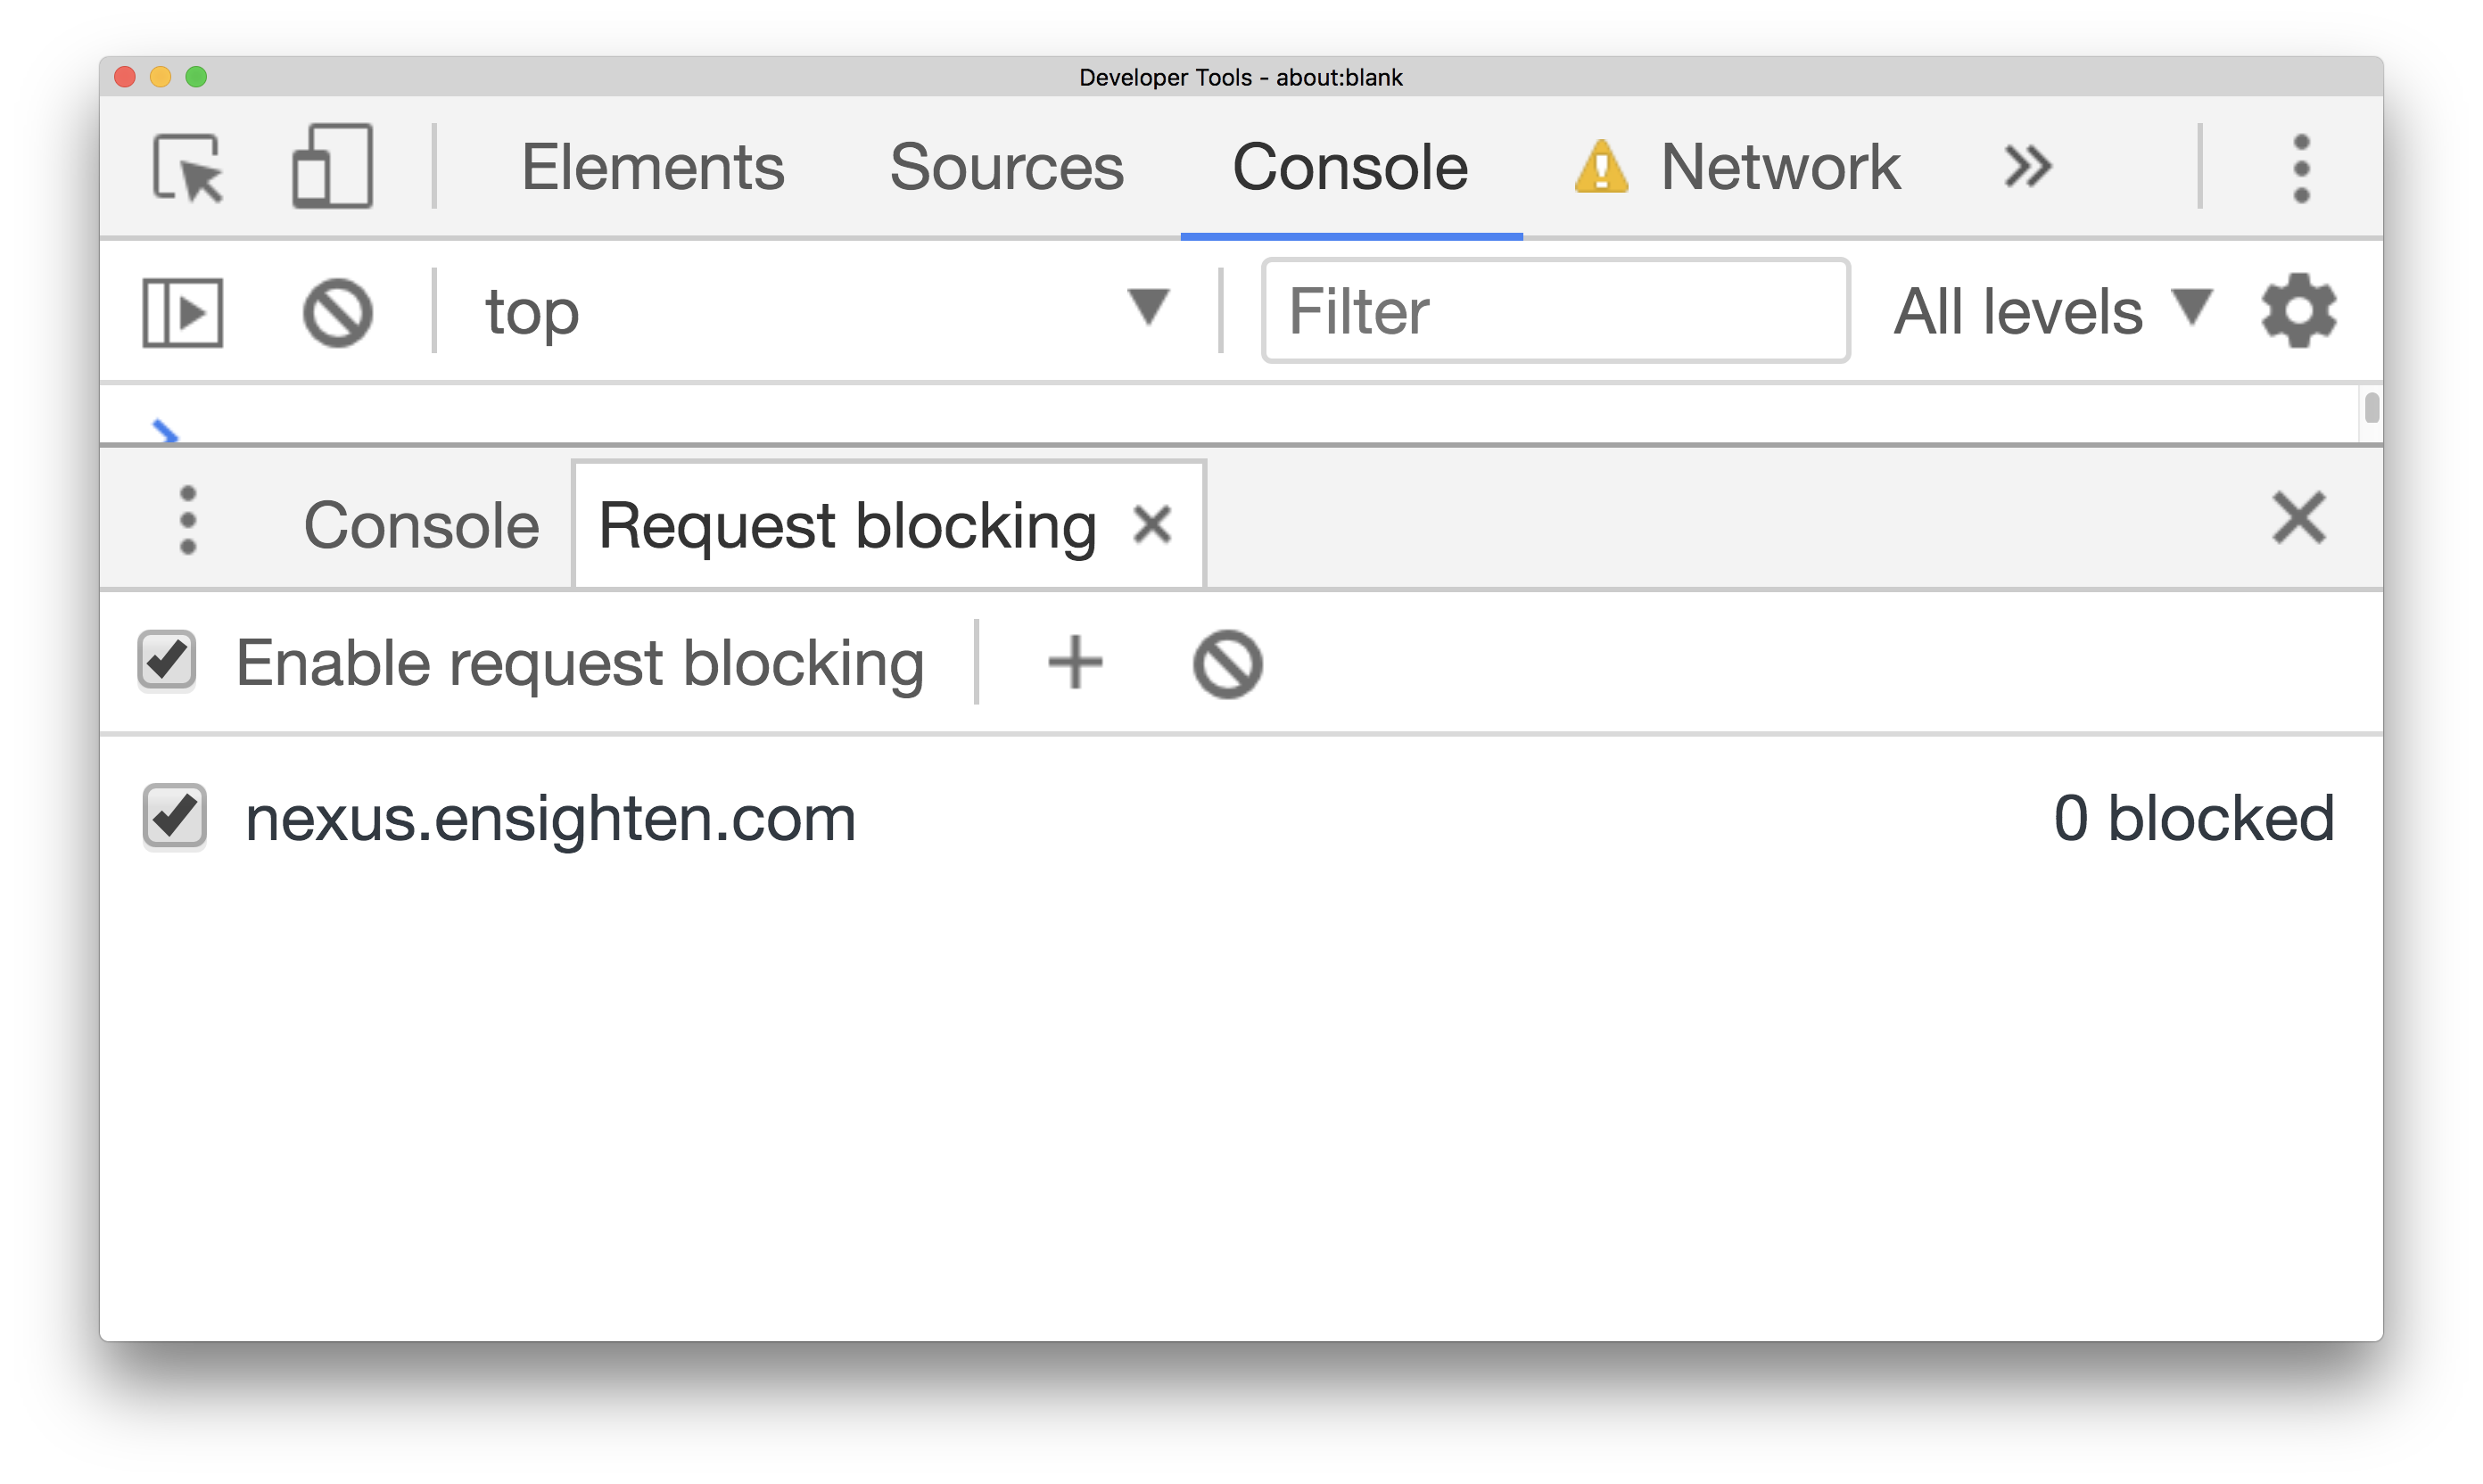 Developer Tools - about:blank
Elements Sources Console Network
top Filter All levels
Console Request blocking
Enable request blocking
nexus.ensighten.com 0 blocked